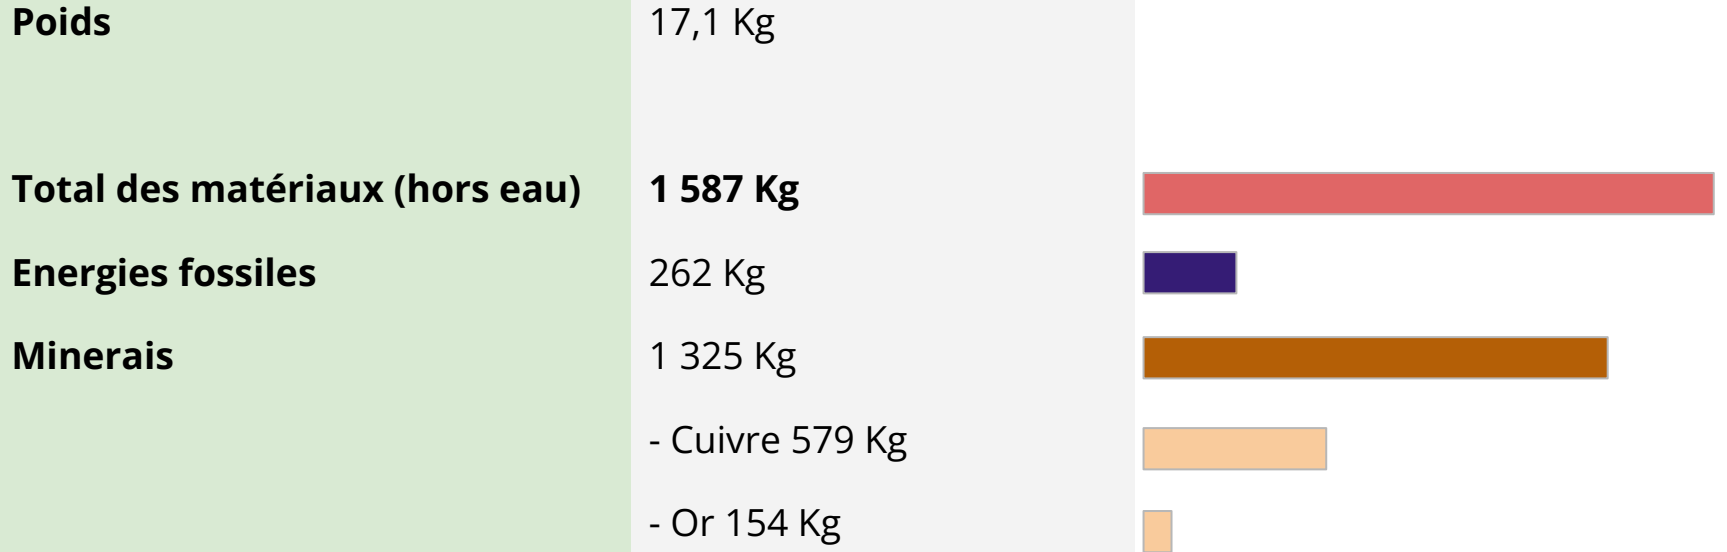 Poids 17,1 Kg
Total des matériaux (hors eau) 1 587 Kg
Energies fossiles 262 Kg
Minerais 1 325 Kg
- Cuivre 579 Kg
- Or 154 Kg